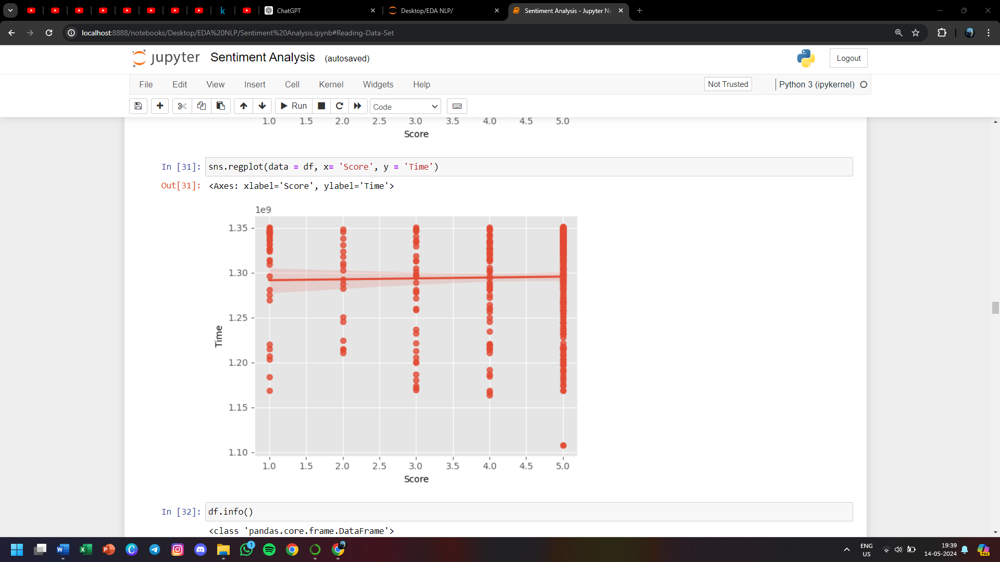 ChatGPT
Desktop/EDA NLP/
Sentiment Analysis - Jupyter No
localhost:8888/notebooks/Desktop/EDA%20NLP/Sentiment%20Analysis.ipynb#Reading-Data-Set
jupyter Sentiment Analysis (autosaved)
Logout
File Edit View Insert Cell Kernel Widgets Help
Not Trusted
Python 3 (ipykernel)
Run
Code
1.0 1.5 2.0 2.5 3.0 3.5 4.0 4.5 5.0
Score
In [31]: sns.regplot(data = df, x= 'Score', y = 'Time')
Out[31]: <Axes: xlabel='Score', ylabel='Time'>
1e9
1.35
1.30
1.25
1.20
1.15
1.10
Time
1.0 1.5 2.0 2.5 3.0 3.5 4.0 4.5 5.0
Score
In [32]: df.info()
<class 'pandas.core.frame.DataFrame'>
1
ENG
US
19:39
14-05-2024
PRE